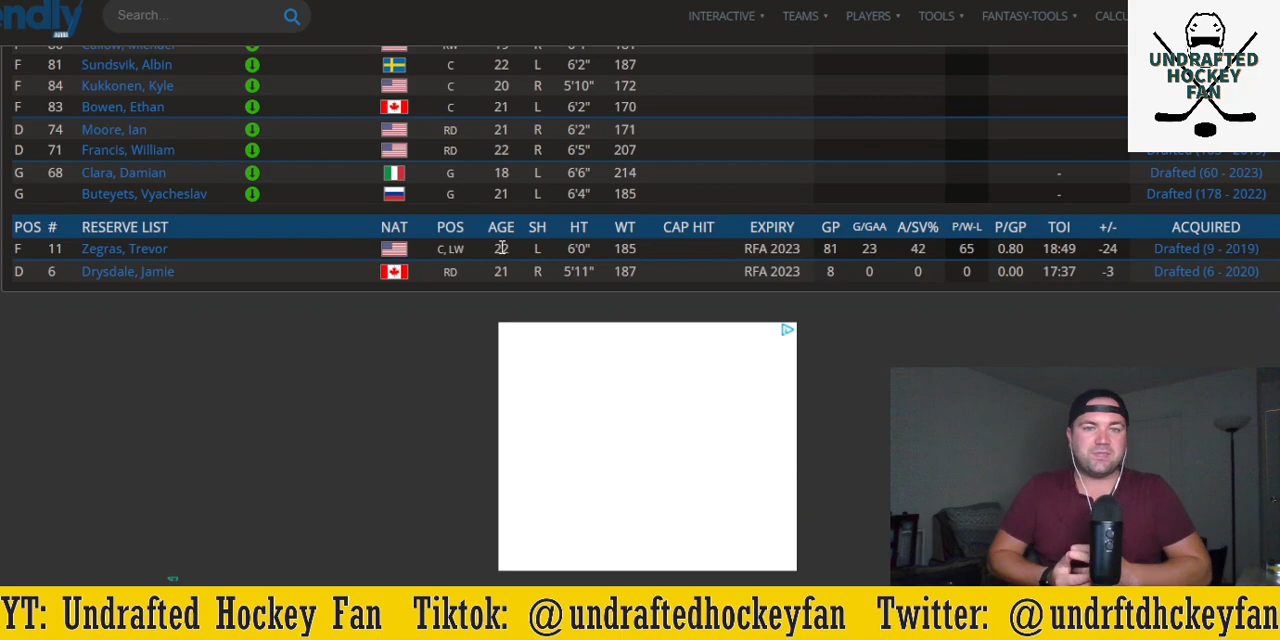 endly
Search...
INTERACTIVE TEAMS PLAYERS TOOLS FANTASY-TOOLS CALCU
UNDRAFTED
HOCKEY
FAN
F 81 Sundsvik, Albin C 22 L 6'2" 187
F 84 Kukkonen, Kyle C 20 R 5'10" 172
F 83 Bowen, Ethan C 21 L 6'2" 170
D 74 Moore, Ian RD 21 R 6'2" 171
D 71 Francis, William RD 22 R 6'5" 207
G 68 Clara, Damian G 18 L 6'6" 214 - Drafted (60 - 2023)
G Buteyets, Vyacheslav G 21 L 6'4" 185 - Drafted (178 - 2022)
POS # RESERVE LIST NAT POS AGE SH HT WT CAP HIT EXPIRY GP G/GAA A/SV% P/W-L P/GP TOI +/- ACQUIRED
F 11 Zegras, Trevor C, LW 22 L 6'0" 185 RFA 2023 81 23 42 65 0.80 18:49 -24 Drafted (9 - 2019)
D 6 Drysdale, Jamie RD 21 R 5'11" 187 RFA 2023 8 0 0 0 0.00 17:37 -3 Drafted (6 - 2020)
YT: Undrafted Hockey Fan Tiktok: @undraftedhockeyfan Twitter: @undrftdhckeyfan